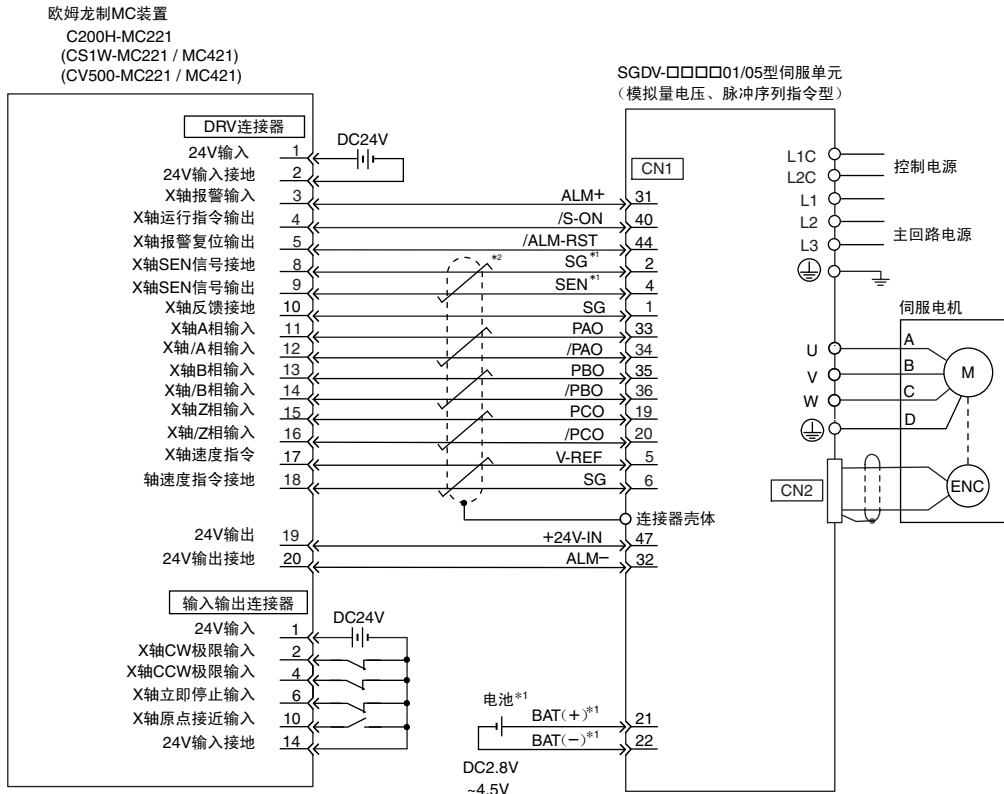 欧姆龙制MC装置
C200H-MC221
(CS1W-MC221 / MC421)
(CV500-MC221 / MC421)
SGDV-□□□□01/05型伺服单元
（模拟量电压、脉冲序列指令型）
DRV连接器
24V输入 1 DC24V
24V输入接地 2
X轴报警输入 3 ALM+ 31
X轴运行指令输出 4 /S-ON 40
X轴报警复位输出 5 /ALM-RST 44
X轴SEN信号接地 8 *2 SG*1 2
X轴SEN信号输出 9 SEN*1 4
X轴反馈接地 10 SG 1
X轴A相输入 11 PAO 33
X轴/A相输入 12 /PAO 34
X轴B相输入 13 PBO 35
X轴/B相输入 14 /PBO 36
X轴Z相输入 15 PCO 19
X轴/Z相输入 16 /PCO 20
X轴速度指令 17 V-REF 5
轴速度指令接地 18 SG 6
连接器壳体
24V输出 19 +24V-IN 47
24V输出接地 20 ALM− 32
CN1
L1C
L2C
控制电源
L1
L2
L3
主回路电源
伺服电机
U A
V B
W C
D
M
CN2
ENC
输入输出连接器
24V输入 1 DC24V
X轴CW极限输入 2
X轴CCW极限输入 4
X轴立即停止输入 6
X轴原点接近输入 10
24V输入接地 14
电池*1
BAT(+)*1 21
BAT(−)*1 22
DC2.8V
~4.5V